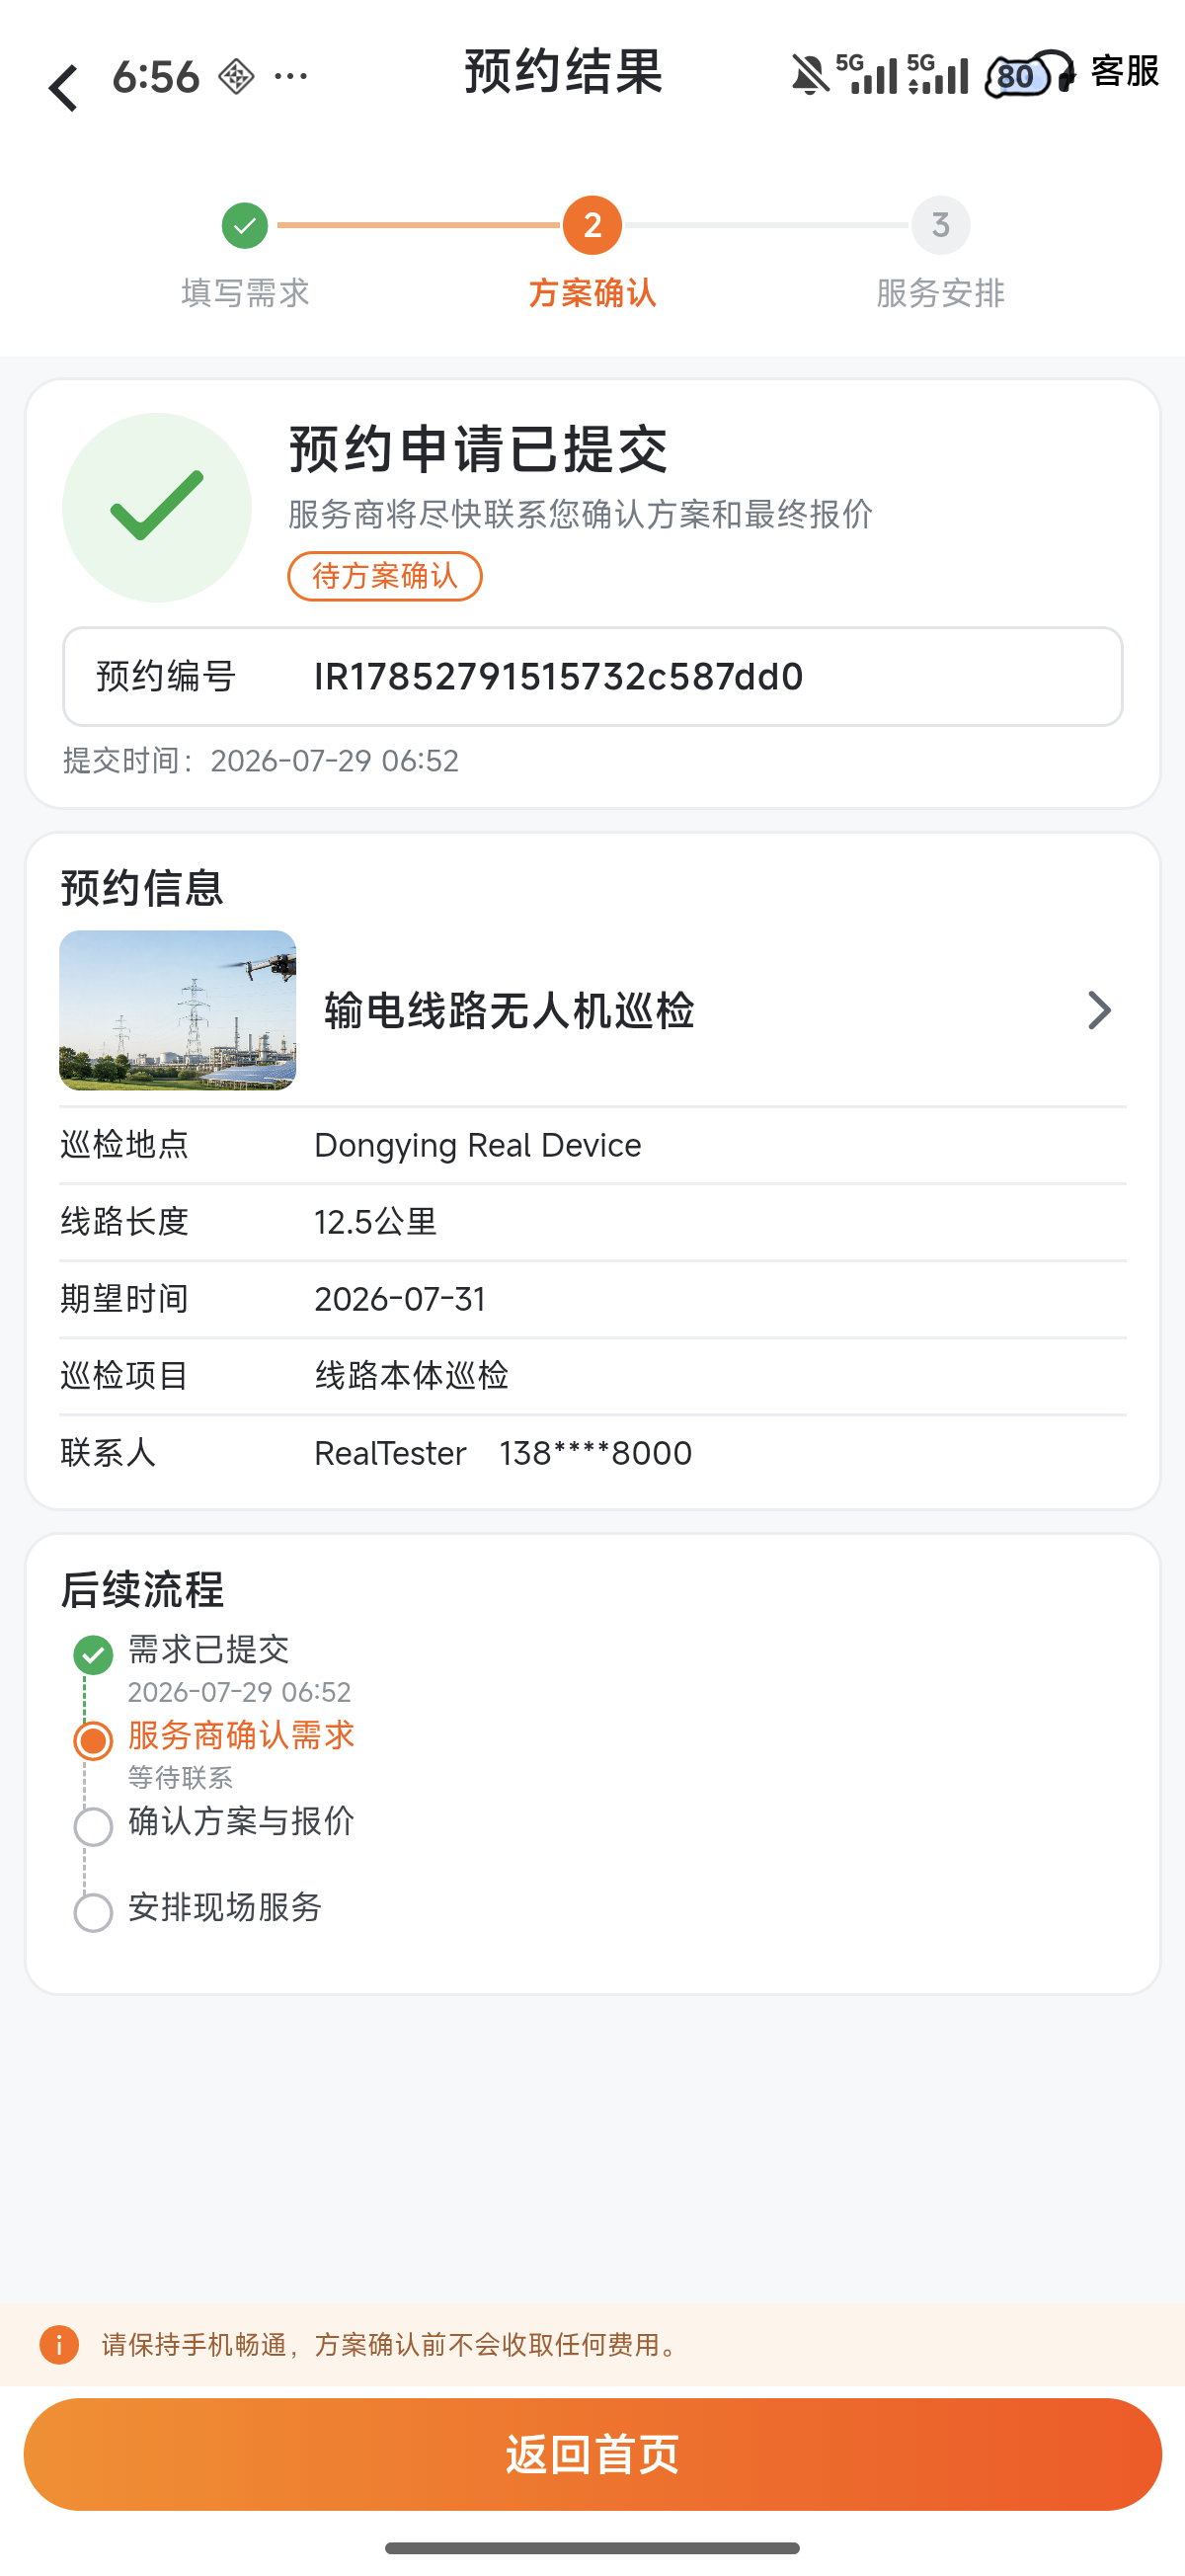 6:56 ... 预约结果 5G 5G 80 客服
2 3
填写需求 方案确认 服务安排
预约申请已提交
服务商将尽快联系您确认方案和最终报价
待方案确认
预约编号 IR17852791515732c587dd0
提交时间：2026-07-29 06:52
预约信息
输电线路无人机巡检
巡检地点 Dongying Real Device
线路长度 12.5公里
期望时间 2026-07-31
巡检项目 线路本体巡检
联系人 RealTester 138****8000
后续流程
需求已提交
2026-07-29 06:52
服务商确认需求
等待联系
确认方案与报价
安排现场服务
请保持手机畅通，方案确认前不会收取任何费用。
返回首页